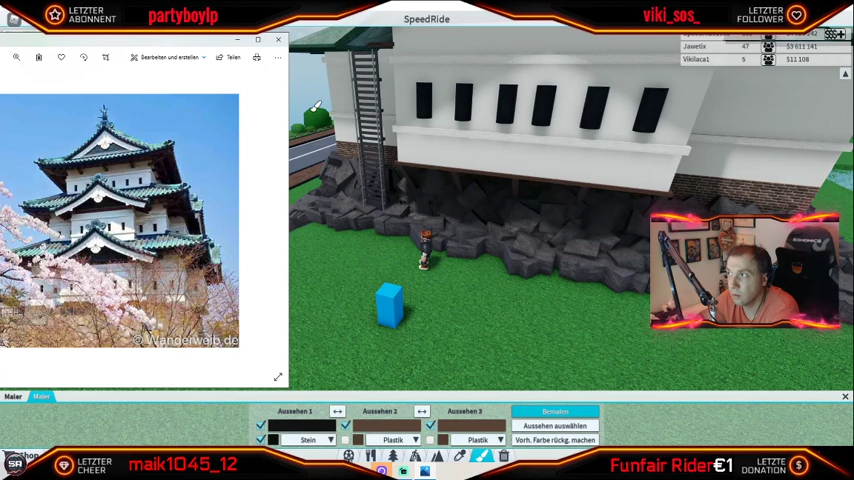 LETZTER ABONNENT
partyboylp
SpeedRide
viki_sos_
LETZTER FOLLOWER
Jawetix 47 $3 611 141
Vikilaca1 5 $11 108
Bearbeiten und erstellen
Teilen
© Wanderweib.de
Maler
Maler
Aussehen 1
Aussehen 2
Aussehen 3
Bemalen
Aussehen auswählen
Stein
Plastik
Plastik
Vorh. Farbe rückg. machen
SR
LETZTER CHEER
maik1045_12
Funfair Rider €1
LETZTE DONATION